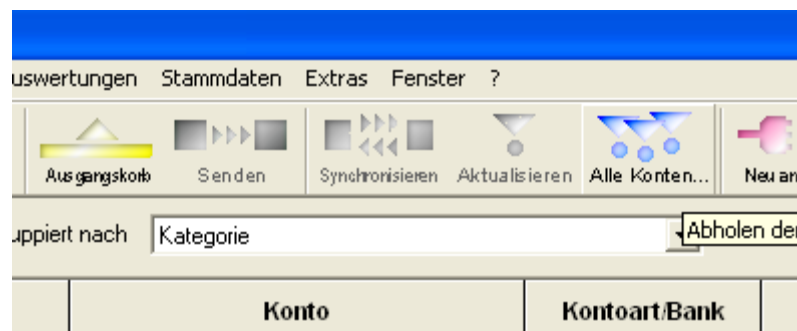 uswertungen Stammdaten Extras Fenster ?
Ausgangskorb Senden Synchronisieren Aktualisieren Alle Konten... Neu an
uppiert nach Kategorie Abholen der
Konto Kontoart/Bank